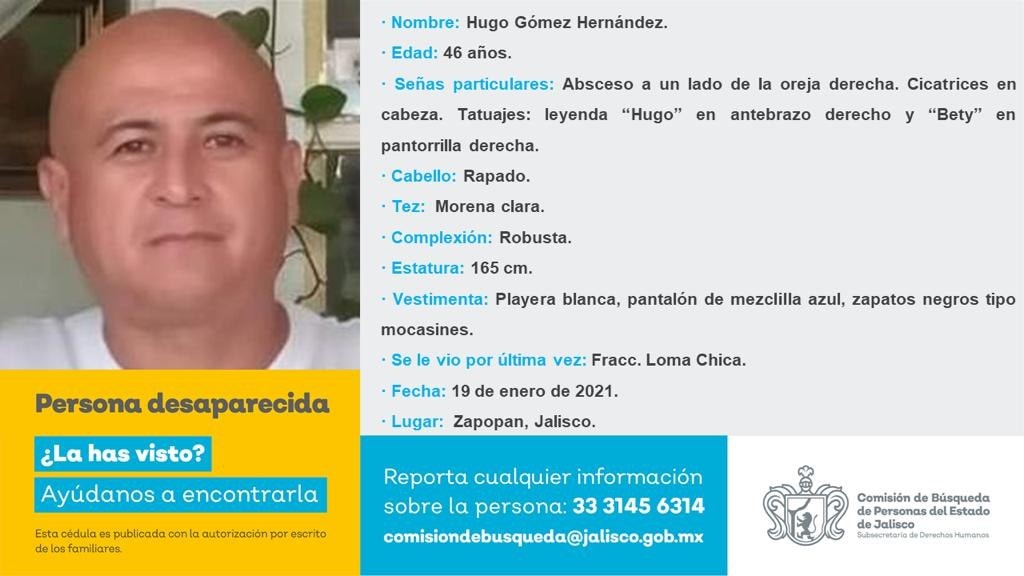 · Nombre: Hugo Gómez Hernández.
· Edad: 46 años.
· Señas particulares: Absceso a un lado de la oreja derecha. Cicatrices en
cabeza. Tatuajes: leyenda “Hugo” en antebrazo derecho y “Bety” en
pantorrilla derecha.
· Cabello: Rapado.
· Tez: Morena clara.
· Complexión: Robusta.
· Estatura: 165 cm.
· Vestimenta: Playera blanca, pantalón de mezclilla azul, zapatos negros tipo
mocasines.
· Se le vio por última vez: Fracc. Loma Chica.
· Fecha: 19 de enero de 2021.
· Lugar: Zapopan, Jalisco.
Persona desaparecida
¿La has visto?
Ayúdanos a encontrarla
Esta cédula es publicada con la autorización por escrito
de los familiares.
Reporta cualquier información
sobre la persona: 33 3145 6314
comisiondebusqueda@jalisco.gob.mx
Comisión de Búsqueda
de Personas del Estado
de Jalisco
Subsecretaría de Derechos Humanos